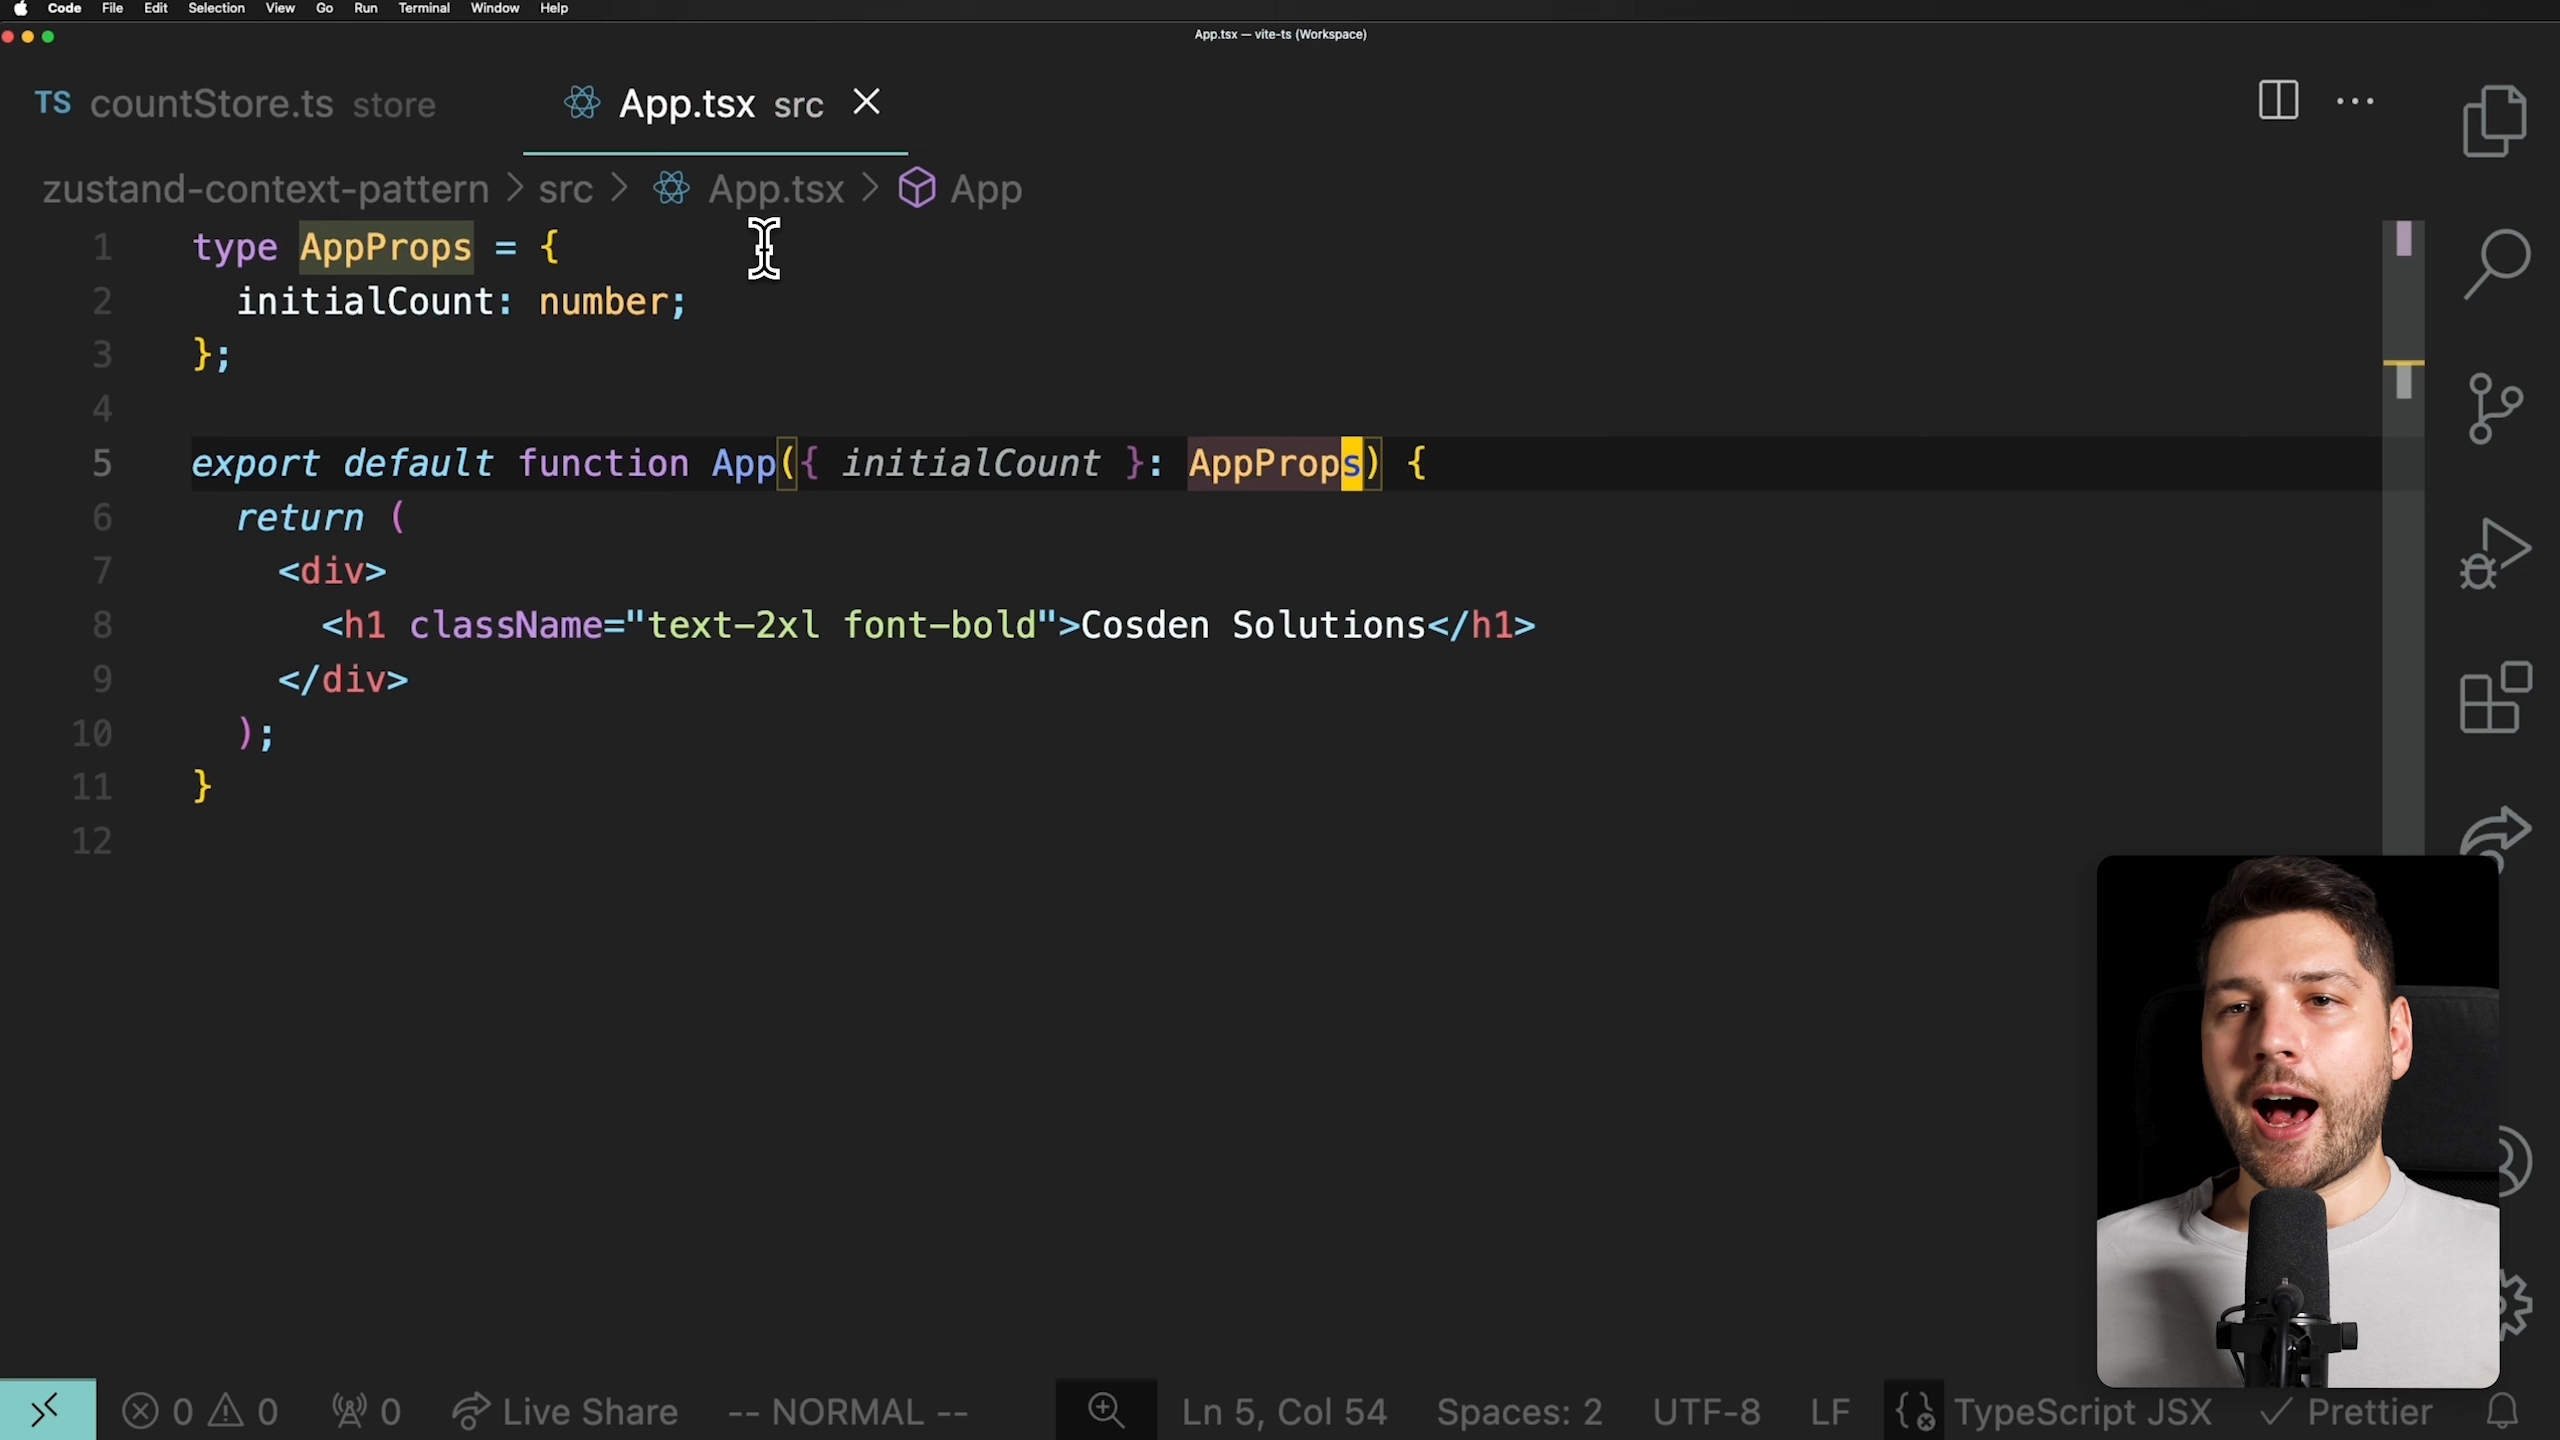 Code File Edit Selection View Go Run Terminal Window Help
App.tsx — vite-ts (Workspace)
TS countStore.ts store App.tsx src
zustand-context-pattern > src > App.tsx > App
1 type AppProps = {
2 initialCount: number;
3 };
4
5 export default function App({ initialCount }: AppProps) {
6 return (
7 <div>
8 <h1 className="text-2xl font-bold">Cosden Solutions</h1>
9 </div>
10 );
11 }
12
0 0 0 Live Share -- NORMAL -- Ln 5, Col 54 Spaces: 2 UTF-8 LF TypeScript JSX Prettier